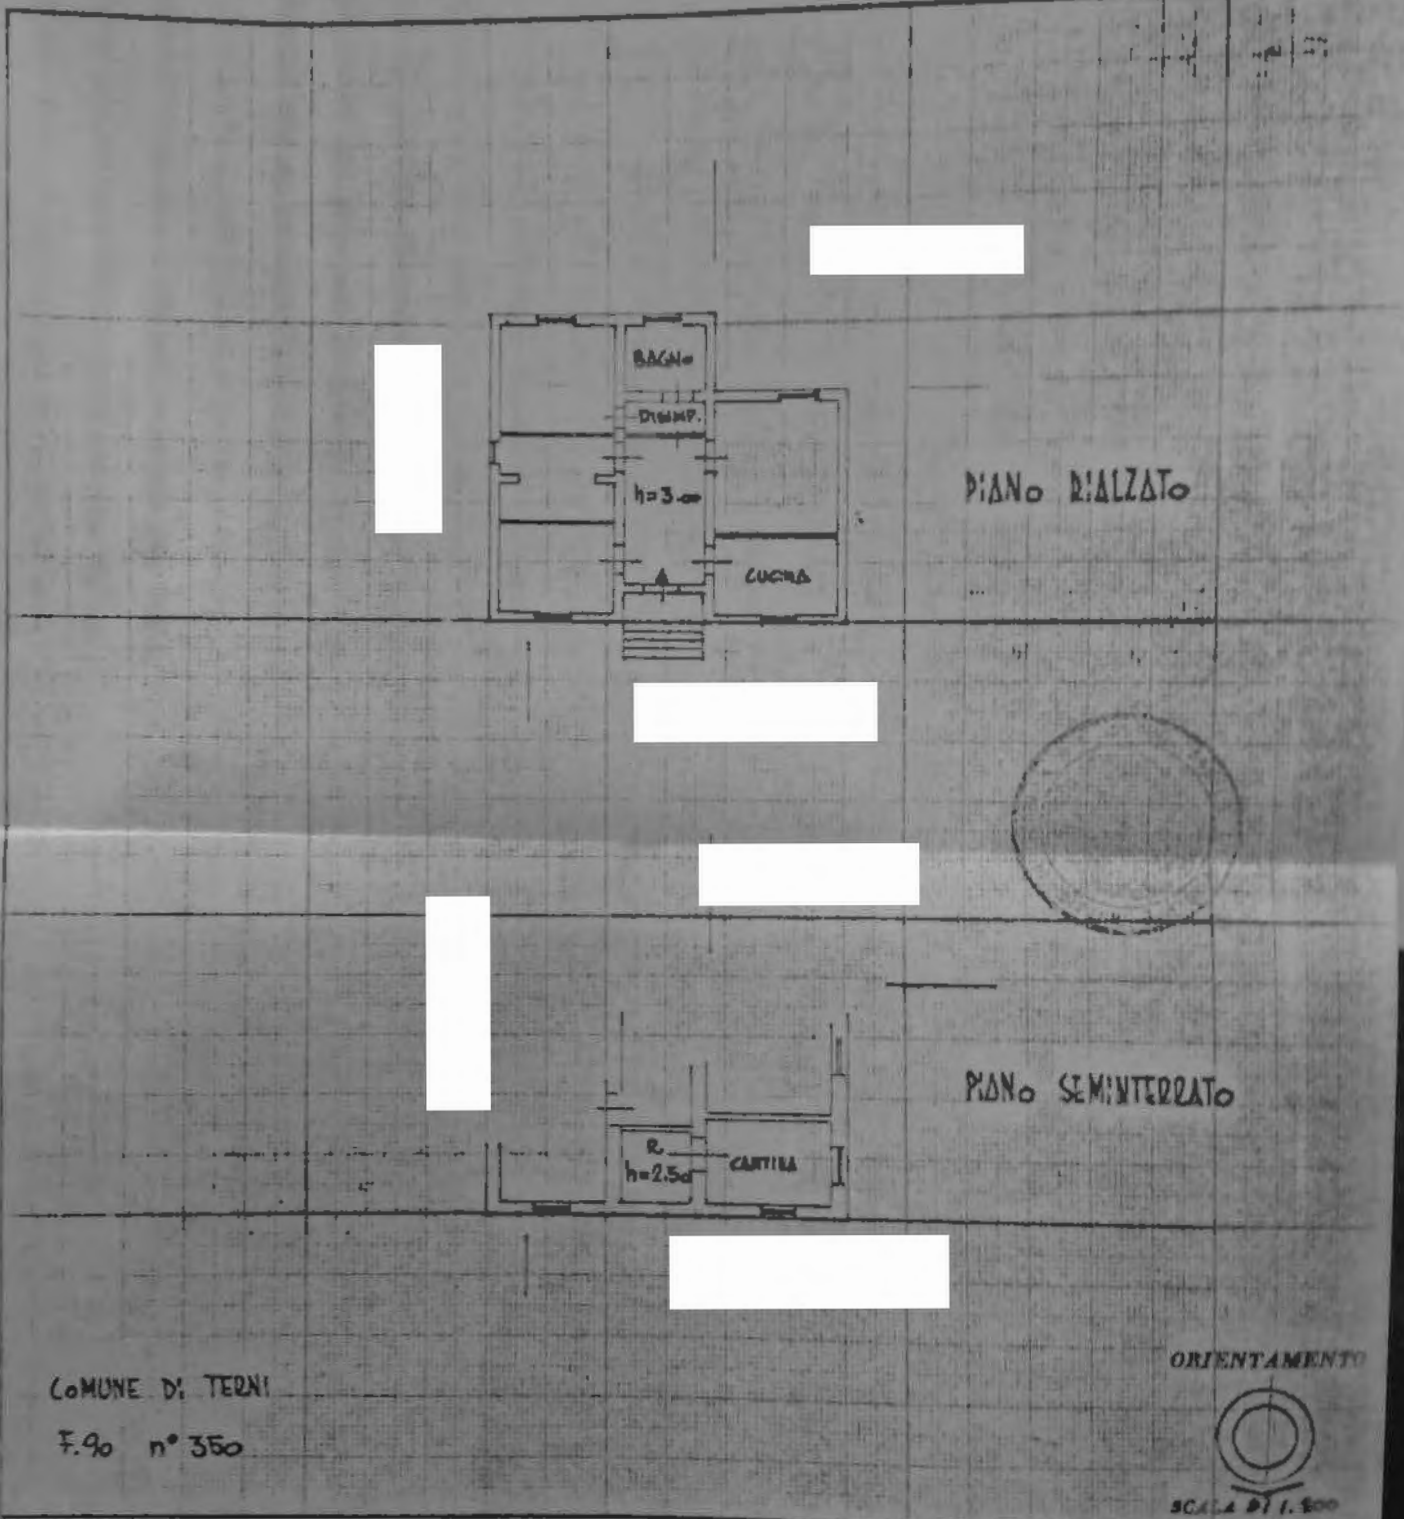 BAGNO
DISIMP.
h=3.00
CUCINA
PIANO RIALZATO
PIANO SEMINTERRATO
R
h=2.50
CANTINA
COMUNE DI TERNI
F.90 n° 350
ORIENTAMENTO
SCALA DI 1.200